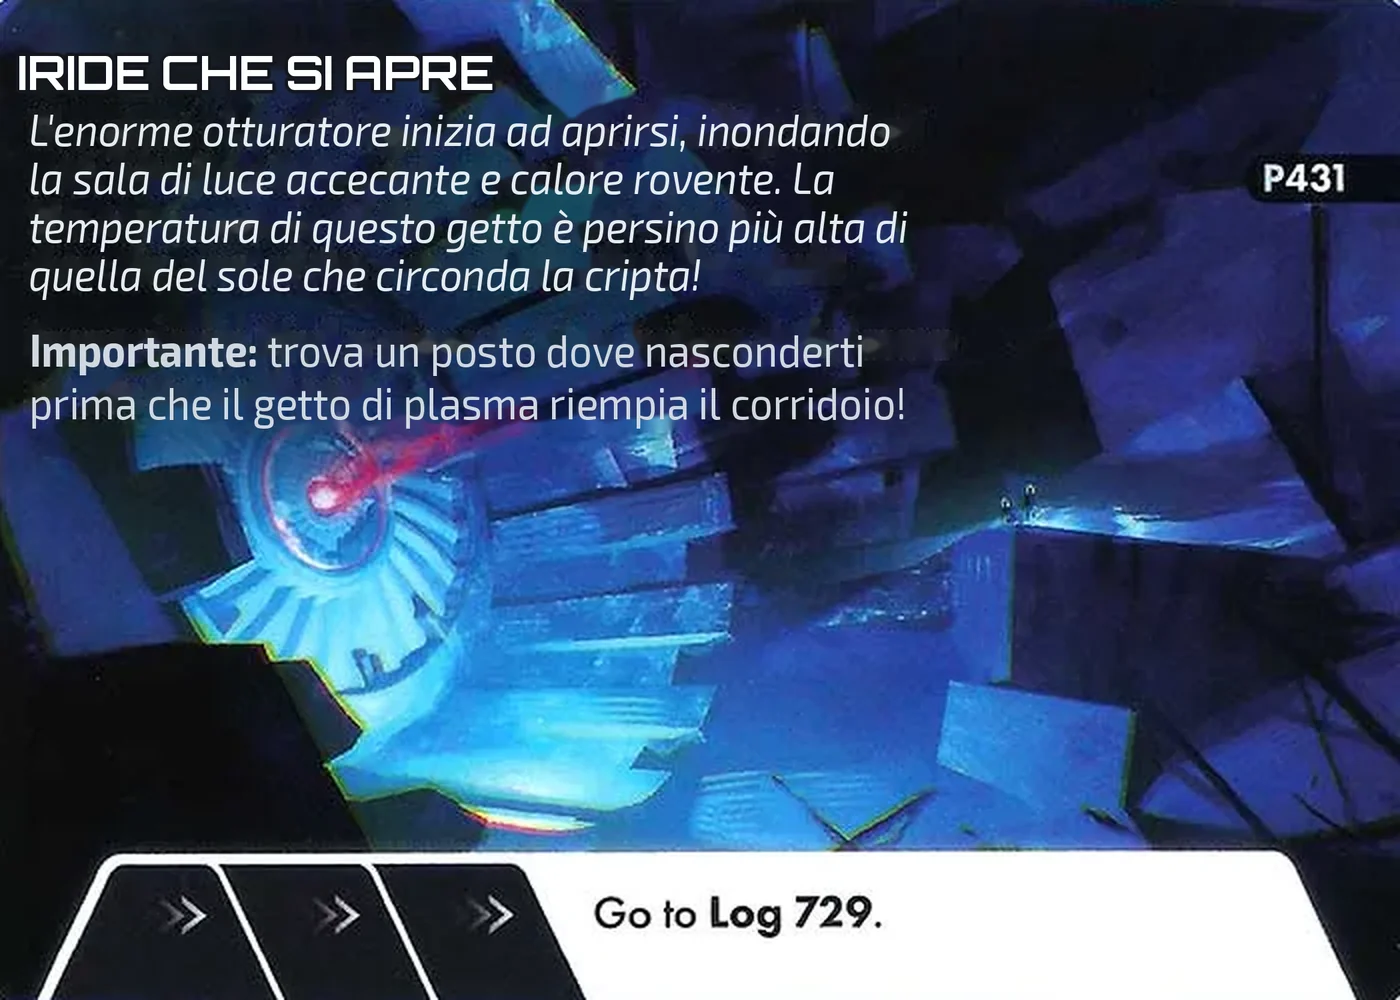 IRIDE CHE SI APRE
L'enorme otturatore inizia ad aprirsi, inondando
la sala di luce accecante e calore rovente. La
temperatura di questo getto è persino più alta di
quella del sole che circonda la cripta!
P431
Importante: trova un posto dove nasconderti
prima che il getto di plasma riempia il corridoio!
Go to Log 729.